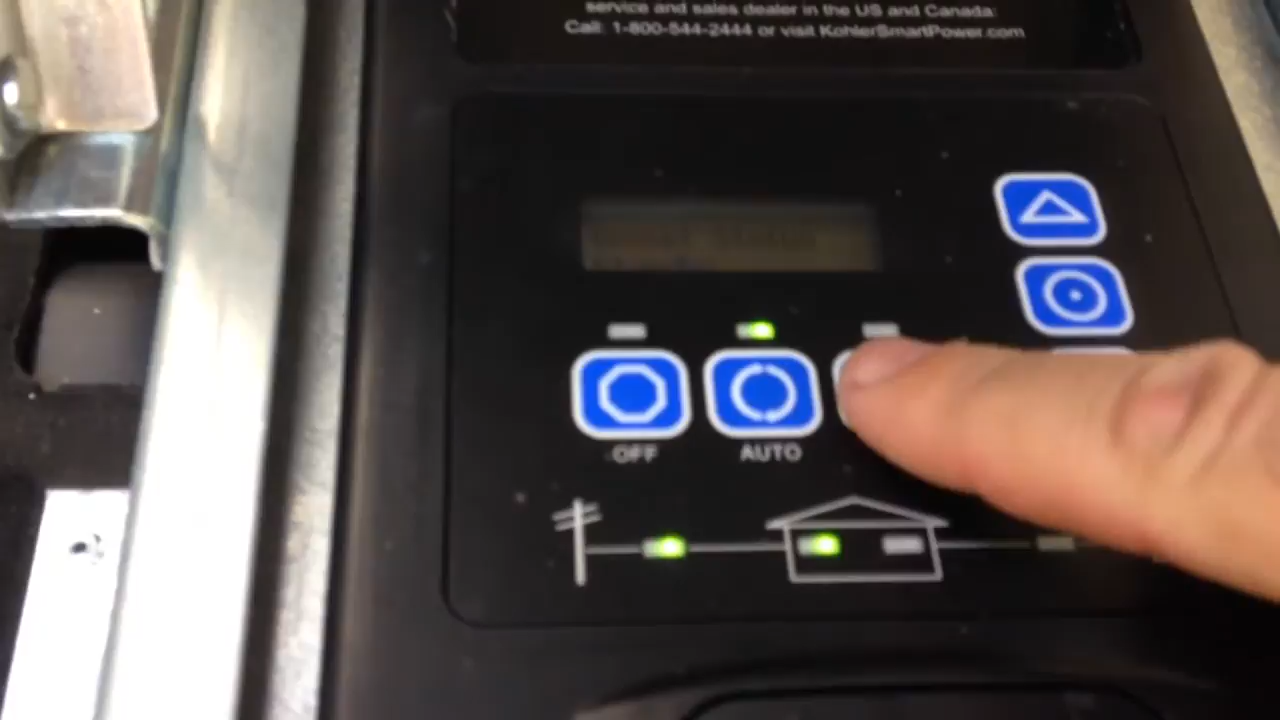 service and sales dealer in the US and Canada:
Call: 1-800-544-2444 or visit KohlerSmartPower.com
OFF
AUTO